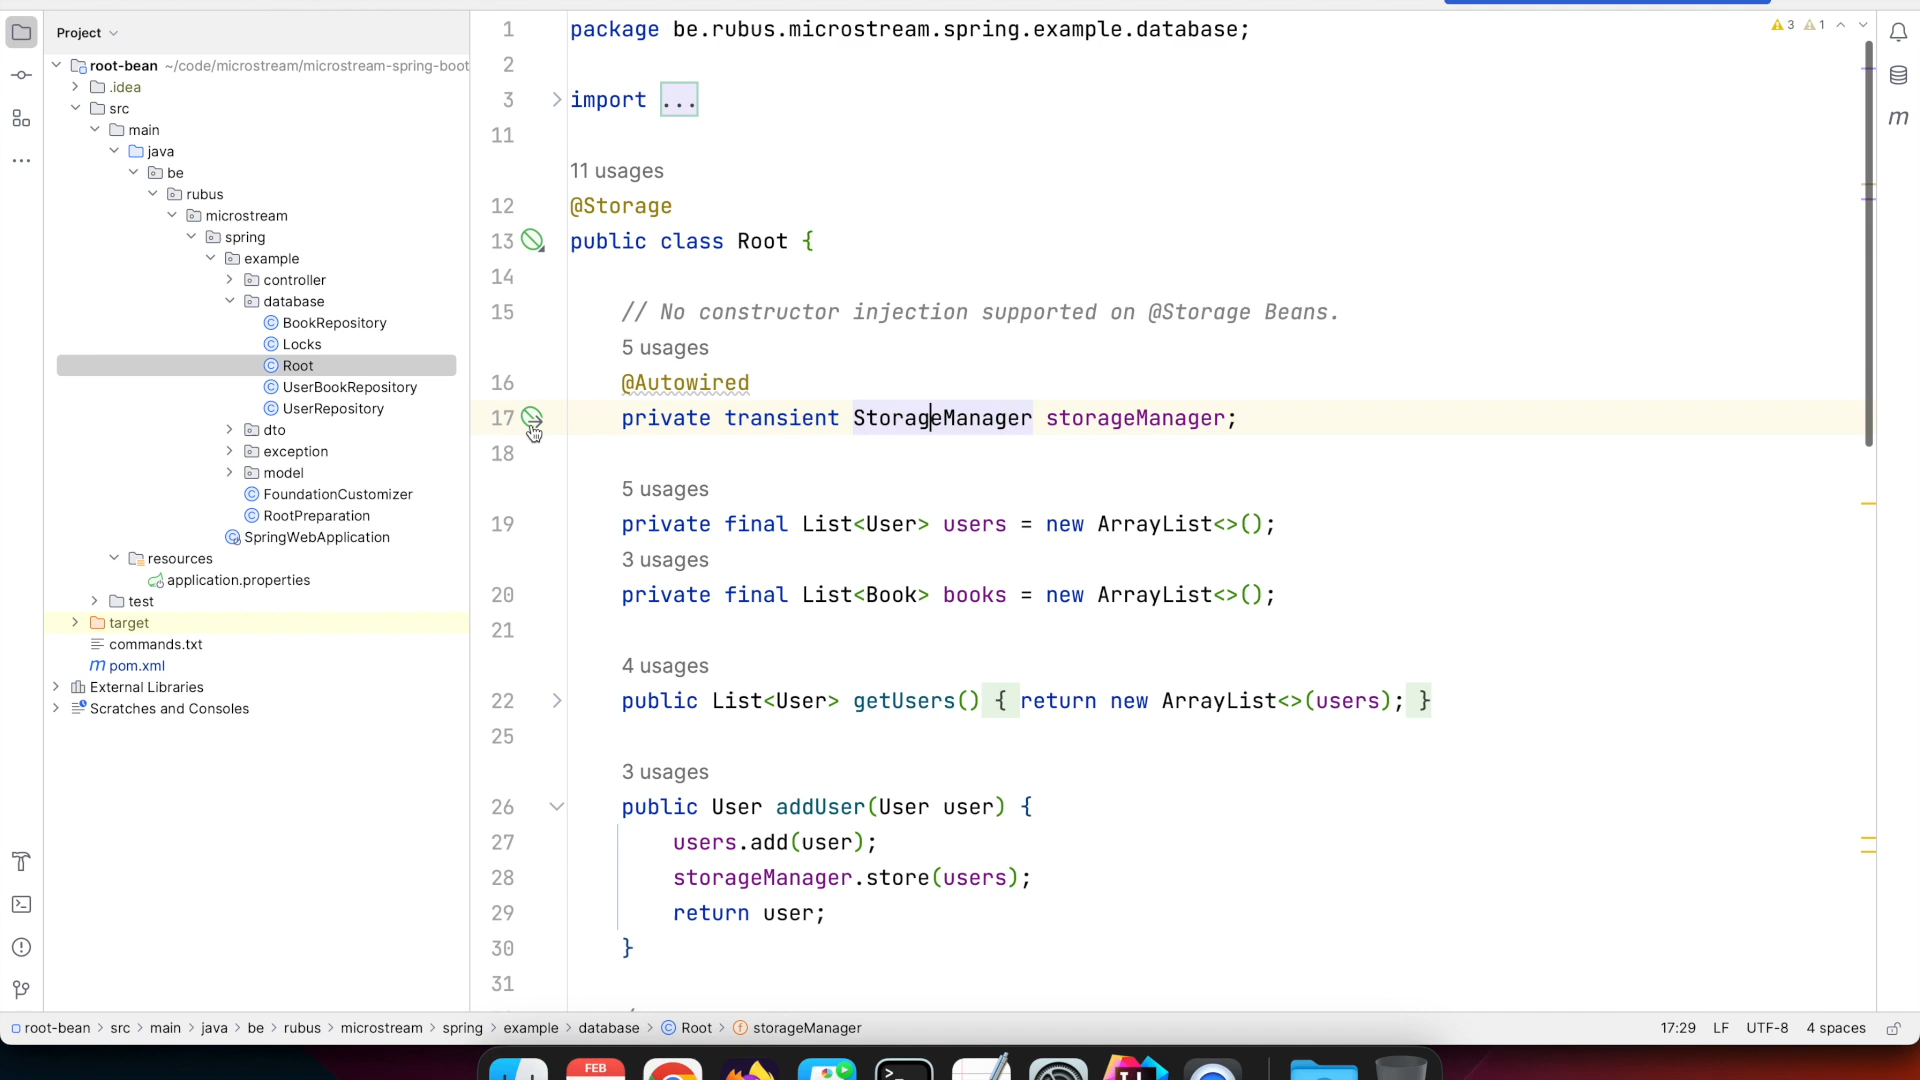 Project
root-bean ~/code/microstream/microstream-spring-boot
.idea
src
main
java
be
rubus
microstream
spring
example
controller
database
BookRepository
Locks
Root
UserBookRepository
UserRepository
dto
exception
model
FoundationCustomizer
RootPreparation
SpringWebApplication
resources
application.properties
test
target
commands.txt
m pom.xml
External Libraries
Scratches and Consoles
1 package be.rubus.microstream.spring.example.database;
2
3 import ...
11
11 usages
12 @Storage
13 public class Root {
14
15 // No constructor injection supported on @Storage Beans.
5 usages
16 @Autowired
17 private transient StorageManager storageManager;
18
5 usages
19 private final List<User> users = new ArrayList<>();
3 usages
20 private final List<Book> books = new ArrayList<>();
21
4 usages
22 public List<User> getUsers() { return new ArrayList<>(users); }
25
3 usages
26 public User addUser(User user) {
27 users.add(user);
28 storageManager.store(users);
29 return user;
30 }
31
3 1
m
root-bean > src > main > java > be > rubus > microstream > spring > example > database > Root > storageManager
17:29 LF UTF-8 4 spaces
FEB